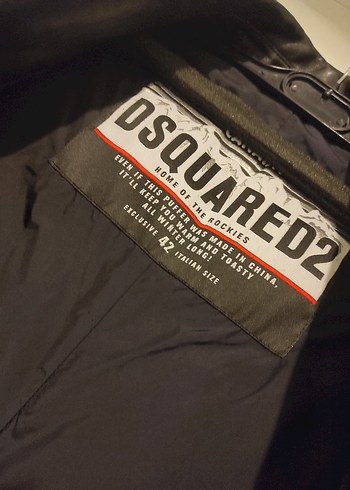 DSQUARED2
HOME OF THE ROCKIES
EVEN IF THIS PUFFER WAS MADE IN CHINA,
IT'LL KEEP YOU WARM AND TOASTY
ALL WINTER LONG!
EXCLUSIVE 42 ITALIAN SIZE